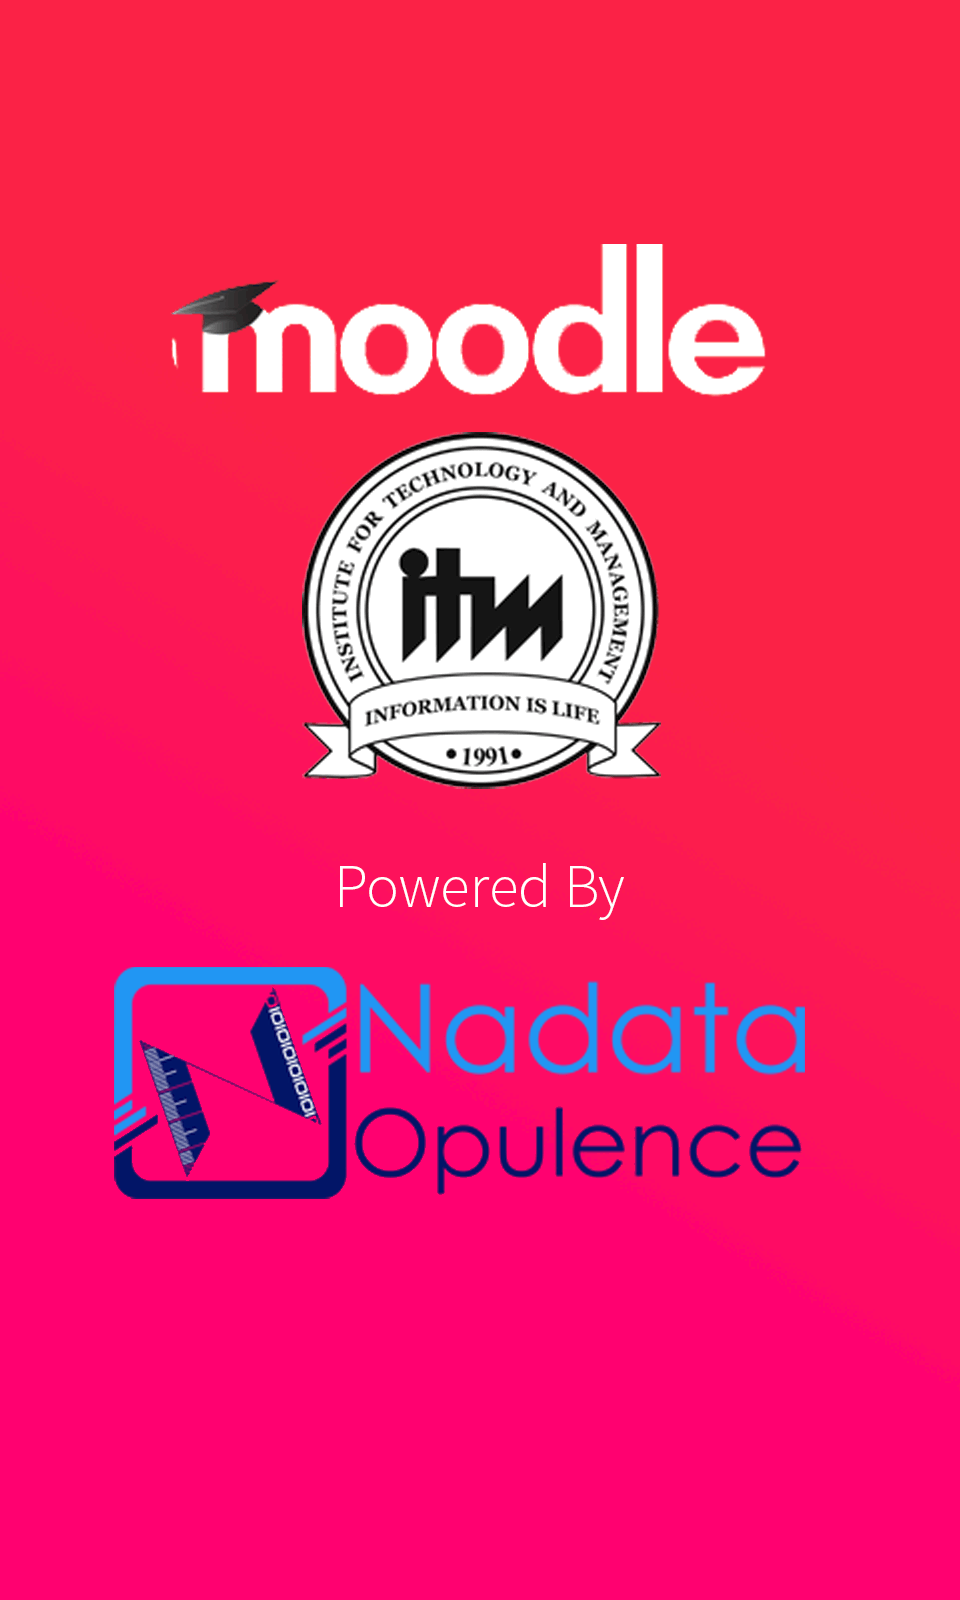 moodle
INSTITUTE FOR TECHNOLOGY AND MANAGEMENT
itm
INFORMATION IS LIFE
•1991•
Powered By
Nadata
Opulence